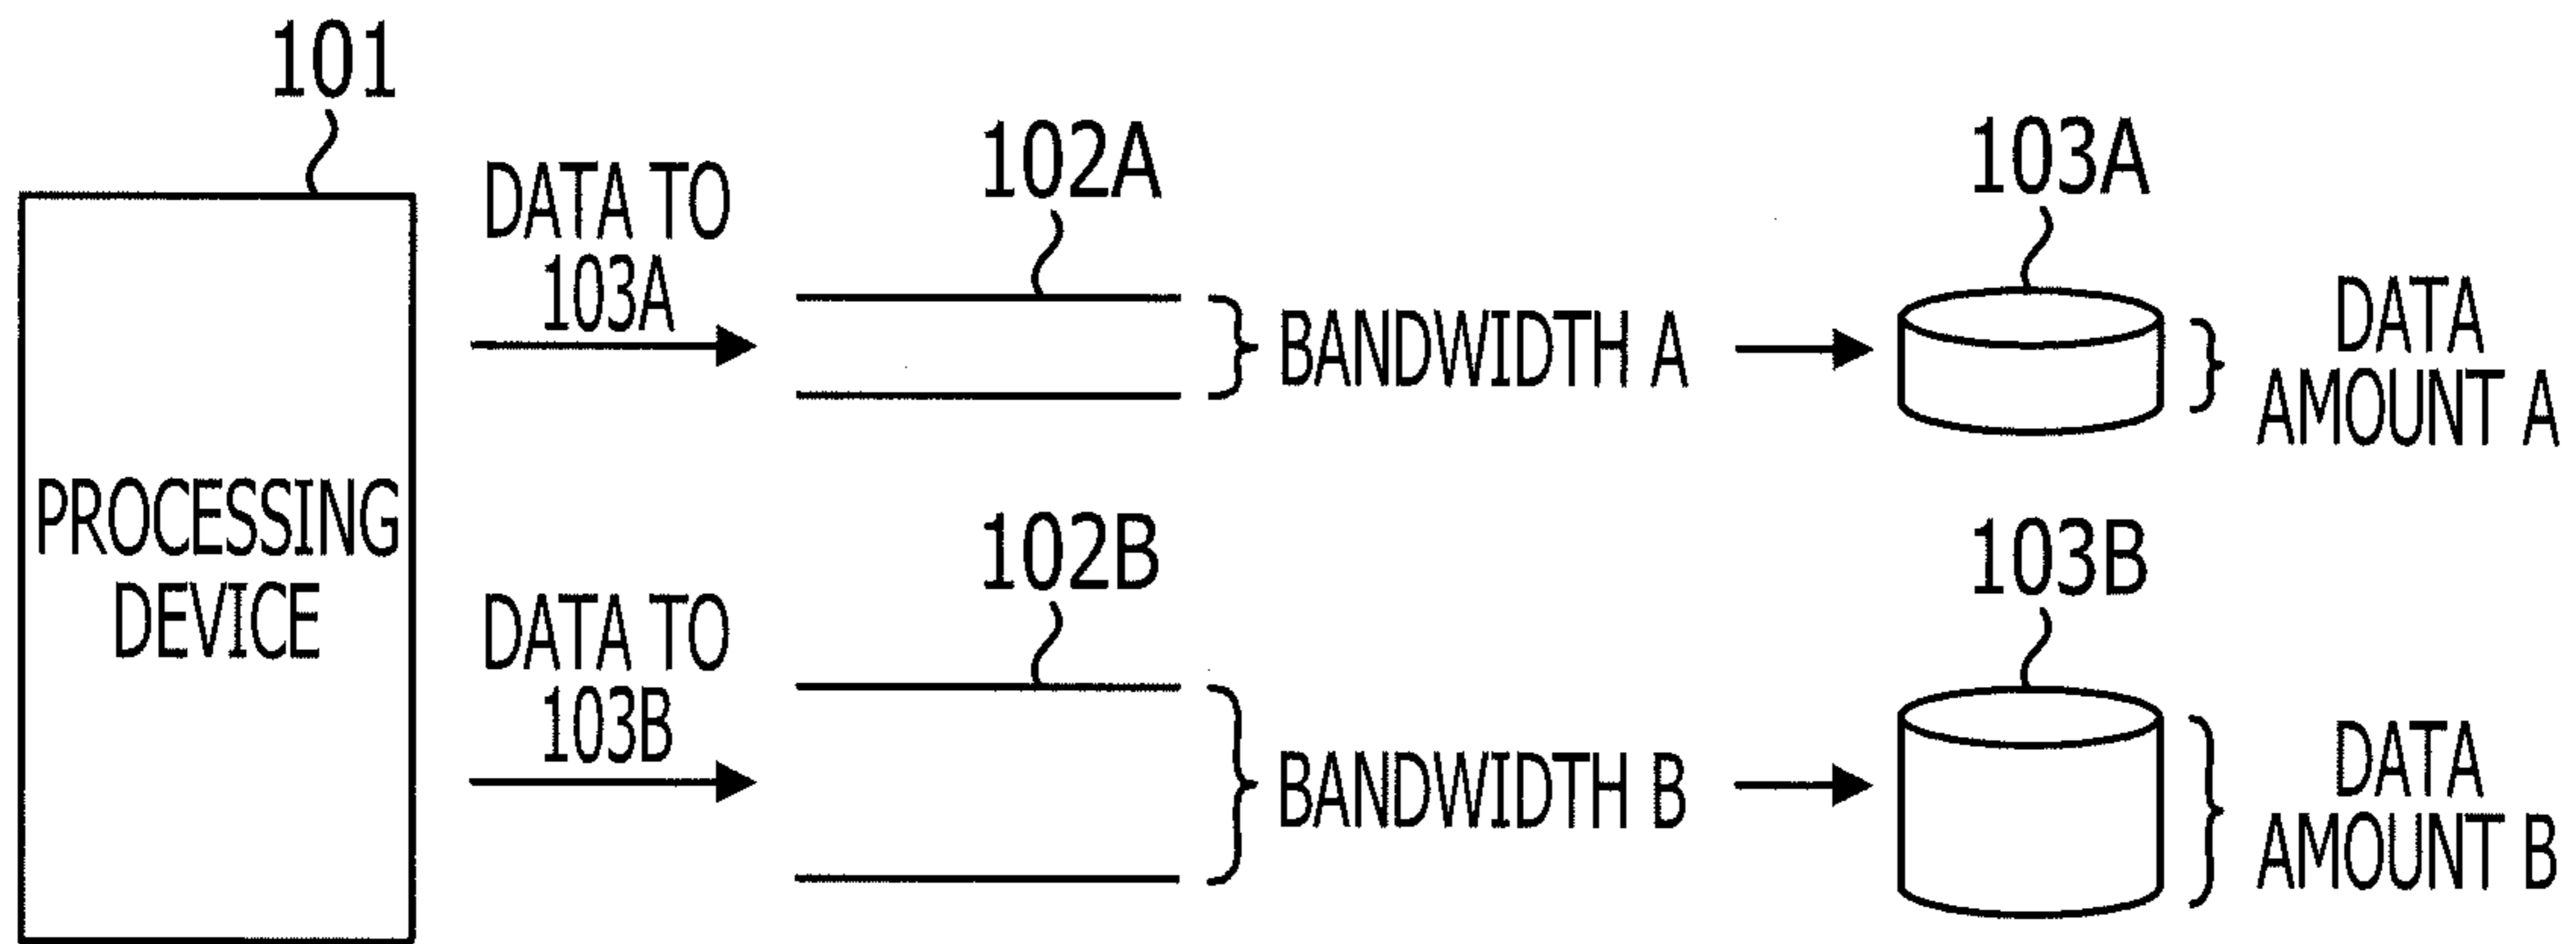 101
DATA TO
103A
102A
BANDWIDTH A
103A
DATA
AMOUNT A
PROCESSING
DEVICE
DATA TO
103B
102B
BANDWIDTH B
103B
DATA
AMOUNT B